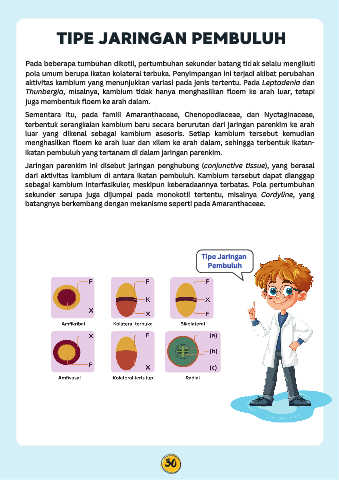 TIPE JARINGAN PEMBULUH
Pada beberapa tumbuhan dikotil, pertumbuhan sekunder batang tidak selalu mengikuti
pola umum berupa ikatan kolateral terbuka. Penyimpangan ini terjadi akibat perubahan
aktivitas kambium yang menunjukkan variasi pada jenis tertentu. Pada Leptadenia dan
Thunbergia, misalnya, kambium tidak hanya menghasilkan floem ke arah luar, tetapi
juga membentuk floem ke arah dalam.
Sementara itu, pada famili Amaranthaceae, Chenopodiaceae, dan Nyctaginaceae,
terbentuk serangkaian kambium baru secara berurutan dari jaringan parenkim ke arah
luar yang dikenal sebagai kambium asesoris. Setiap kambium tersebut kemudian
menghasilkan floem ke arah luar dan xilem ke arah dalam, sehingga terbentuk ikatan-
ikatan pembuluh yang tertanam di dalam jaringan parenkim.
Jaringan parenkim ini disebut jaringan penghubung (conjunctive tissue), yang berasal
dari aktivitas kambium di antara ikatan pembuluh. Kambium tersebut dapat dianggap
sebagai kambium interfasikuler, meskipun keberadaannya terbatas. Pola pertumbuhan
sekunder serupa juga dijumpai pada monokotil tertentu, misalnya Cordyline, yang
batangnya berkembang dengan mekanisme seperti pada Amaranthaceae.
Tipe Jaringan
Pembuluh
F
X
F
K
X
F
X
F
Amfikribal
Kolateral terbuka
Bikolateral
X
F
F
X
(a)
(b)
(c)
Amfivasal
Kolateral tertutup
Radial
30